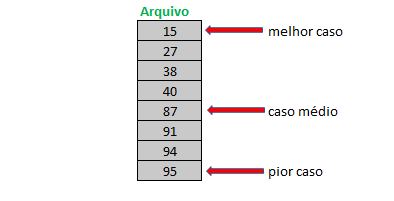 Arquivo
15 melhor caso
27
38
40
87 caso médio
91
94
95 pior caso